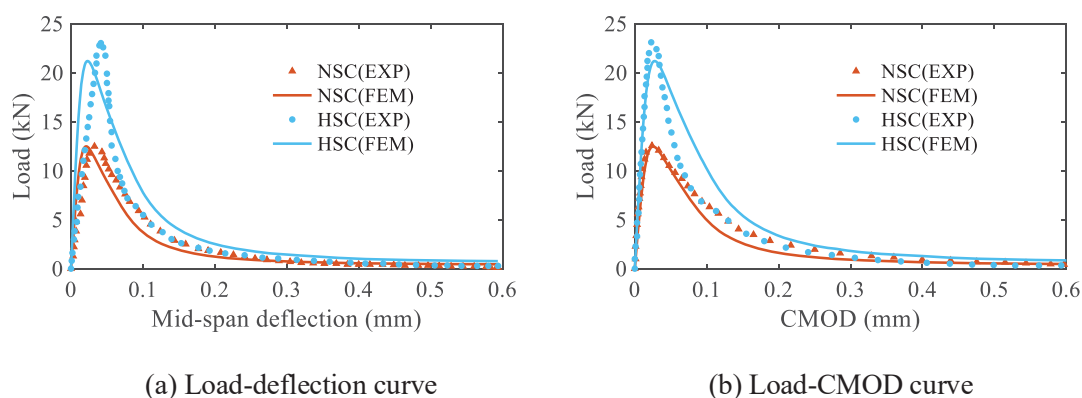 25
20
15
10
5
0
Load (kN)
NSC(EXP)
NSC(FEM)
HSC(EXP)
HSC(FEM)
0 0.1 0.2 0.3 0.4 0.5 0.6
Mid-span deflection (mm)
(a) Load-deflection curve
25
20
15
10
5
0
Load (kN)
NSC(EXP)
NSC(FEM)
HSC(EXP)
HSC(FEM)
0 0.1 0.2 0.3 0.4 0.5 0.6
CMOD (mm)
(b) Load-CMOD curve